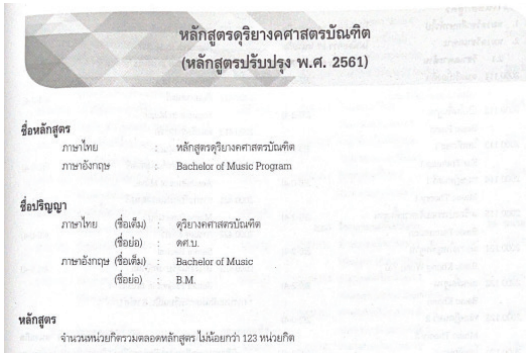 หลักสูตรดุริยางคศาสตรบัณฑิต
(หลักสูตรปรับปรุง พ.ศ. 2561)
ชื่อหลักสูตร
ภาษาไทย : หลักสูตรดุริยางคศาสตรบัณฑิต
ภาษาอังกฤษ : Bachelor of Music Program
ชื่อปริญญา
ภาษาไทย (ชื่อเต็ม) : ดุริยางคศาสตรบัณฑิต
(ชื่อย่อ) : ดศ.บ.
ภาษาอังกฤษ (ชื่อเต็ม) : Bachelor of Music
(ชื่อย่อ) : B.M.
หลักสูตร
จำนวนหน่วยกิตรวมตลอดหลักสูตร ไม่น้อยกว่า 123 หน่วยกิต